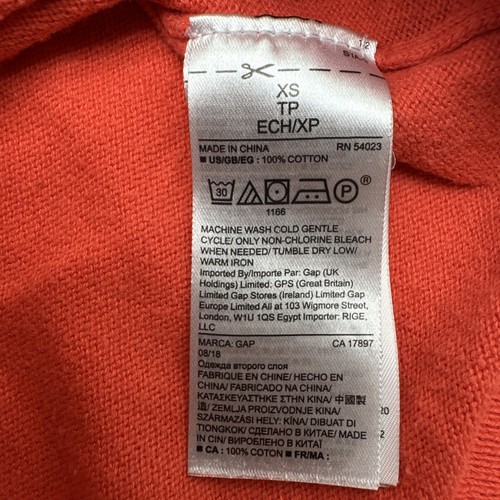 12
XS
TP
ECH/XP
MADE IN CHINA RN 54023
■ US/GB/EG : 100% COTTON
30 P ®
1166
MACHINE WASH COLD GENTLE
CYCLE/ ONLY NON-CHLORINE BLEACH
WHEN NEEDED/ TUMBLE DRY LOW/
WARM IRON
Imported By/Importe Par: Gap (UK
Holdings) Limited: GPS (Great Britain)
Limited Gap Stores (Ireland) Limited Gap
Europe Limited All at 103 Wigmore Street,
London, W1U 1QS Egypt Importer: RIGE,
LLC
MARCA: GAP CA 17897
08/18
Одежда второго слоя
FABRIQUE EN CHINE/ HECHO EN
CHINA/ FABRICADO NA CHINA/
ΚΑΤΑΣΚΕΥΑΣΤΗΚΕ ΣΤΗΝ ΚΙΝΑ/ 中國製
造/ ZEMLJA PROIZVODNJE KINA/
SZÁRMAZÁSI HELY: KÍNA/ DIBUAT DI
TIONGKOK/ СДЕЛАНО В КИТАЕ/ MADE
IN CIN/ ВИРОБЛЕНО В КИТАЇ
■ CA : 100% COTON ■ FR/MA :
20
2